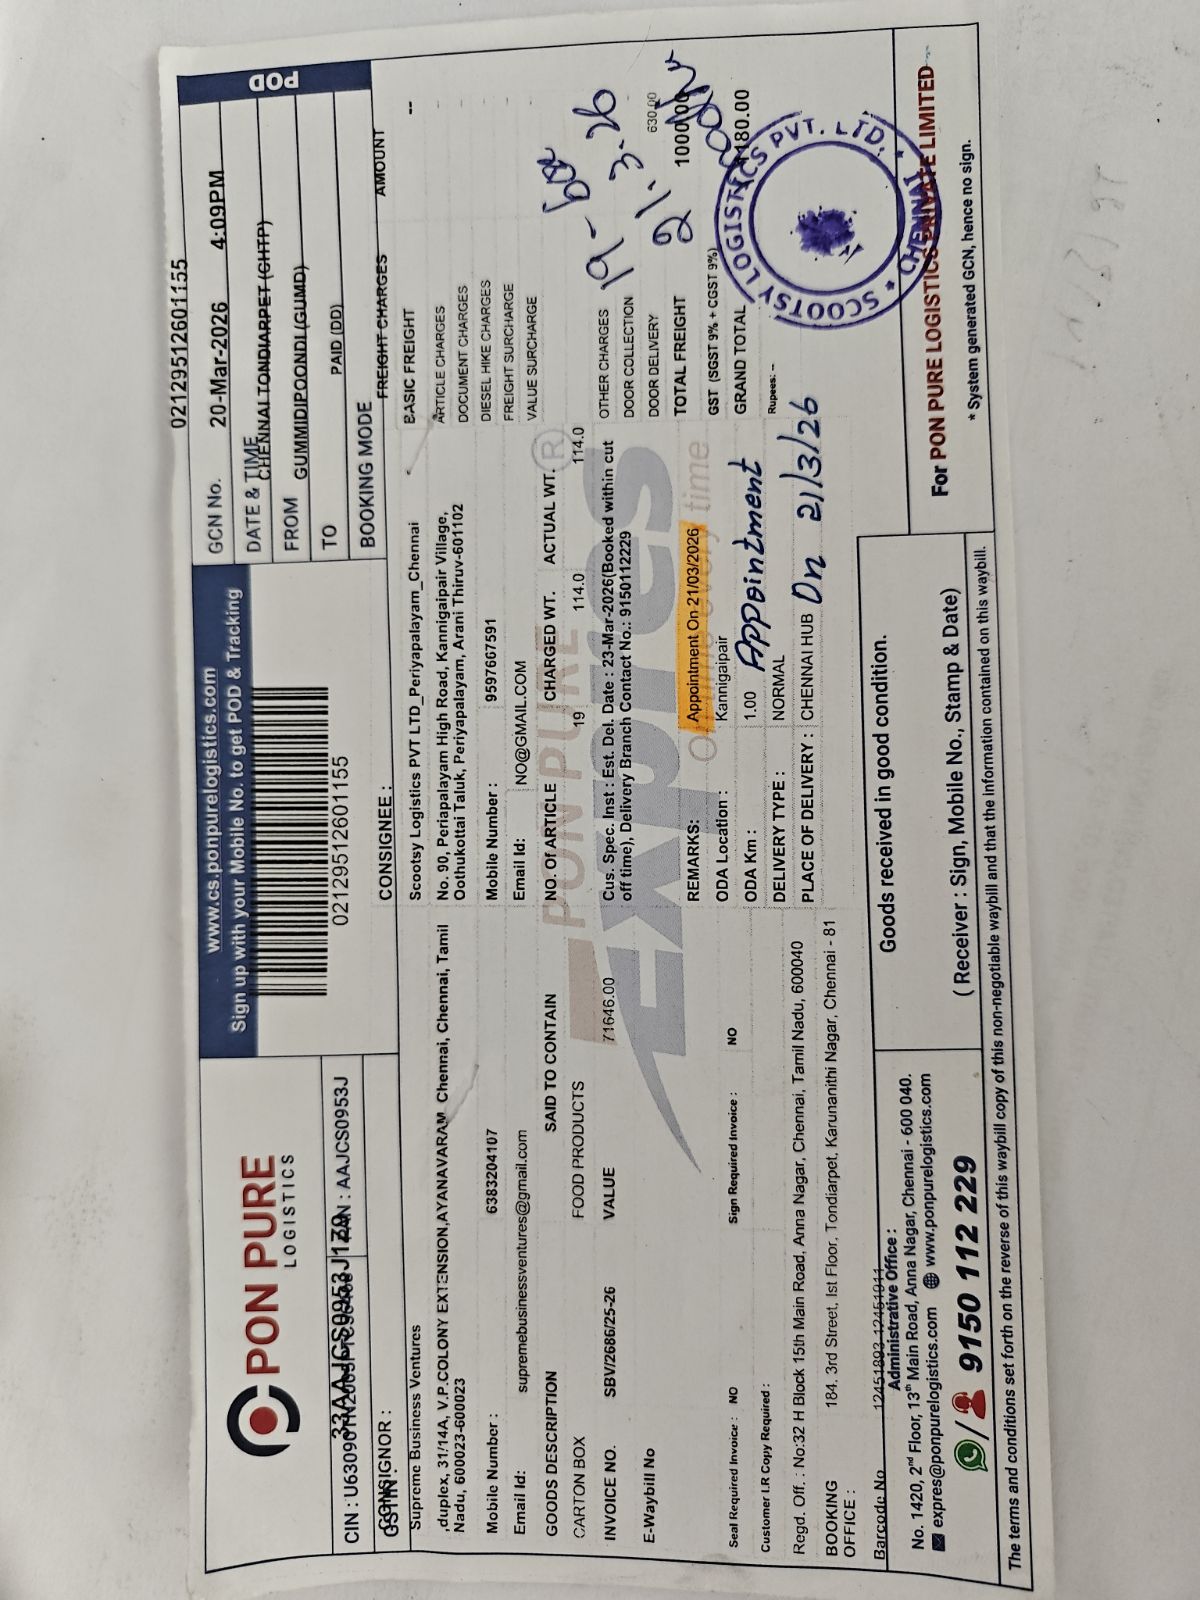 PON PURE
LOGISTICS
www.cs.ponpurelogistics.com
Sign up with your Mobile No. to get POD & Tracking
021295126011155
021295126011155
POD
GCN No. 20-Mar-2026 4:09PM
DATE & TIME
CHENNAI TONDIARPET (CHTP)
FROM GUMMIDIPOONDI (GUMD)
TO PAID (DD)
BOOKING MODE
FREIGHT CHARGES AMOUNT
PAN : AAJCS0953J
CONSIGNOR :
GSTIN :
Supreme Business Ventures
,duplex, 31/14A, V.P.COLONY EXTENSION,AYANAVARAM Chennai, Chennai, Tamil
Nadu, 600023-600023
Mobile Number : 6383204107
Email Id: supremebusinessventures@gmail.com
GOODS DESCRIPTION SAID TO CONTAIN
CARTON BOX FOOD PRODUCTS
INVOICE NO. SBV/2686/25-26 VALUE 71646.00
E-Waybill No
Seal Required Invoice : NO Sign Required Invoice : NO
Customer I.R Copy Required :
Regd. Off. : No:32 H Block 15th Main Road, Anna Nagar, Chennai, Tamil Nadu, 600040
BOOKING OFFICE : 184, 3rd Street, Ist Floor, Tondiarpet, Karunanithi Nagar, Chennai - 81
Barcode No 12451893 12451911
CONSIGNEE :
Scootsy Logistics PVT LTD_Periyapalayam_Chennai
No. 90, Periapalayam High Road, Kannigaipair Village,
Oothukottai Taluk, Periyapalayam, Arani Thiruv-601102
Mobile Number : 9597667591
Email Id: NO@GMAIL.COM
NO. Of ARTICLE CHARGED WT. ACTUAL WT.
19 114.0 114.0
PON PURE
Expres®
On time every time
Cus. Spec. Inst : Est. Del. Date : 23-Mar-2026(Booked within cut
off time), Delivery Branch Contact No.: 9150112229
REMARKS: Appointment On 21/03/2026
ODA Location : Kannigaipair
ODA Km : 1.00
DELIVERY TYPE : NORMAL
PLACE OF DELIVERY : CHENNAI HUB
Appointment
On 21/3/26
BASIC FREIGHT --
ARTICLE CHARGES -
DOCUMENT CHARGES -
DIESEL HIKE CHARGES -
FREIGHT SURCHARGE -
VALUE SURCHARGE -
OTHER CHARGES
DOOR COLLECTION
DOOR DELIVERY 630.00
TOTAL FREIGHT 1000.00
GST (SGST 9% + CGST 9%)
GRAND TOTAL 1180.00
Rupees: –
19 - box
21.3.26
SCOOTSY LOGISTICS PVT. LTD. * CHENNAI *
Administrative Office :
No. 1420, 2nd Floor, 13th Main Road, Anna Nagar, Chennai - 600 040.
expres@ponpurelogistics.com www.ponpurelogistics.com
9150 112 229
Goods received in good condition.
( Receiver : Sign, Mobile No., Stamp & Date)
For PON PURE LOGISTICS PRIVATE LIMITED
* System generated GCN, hence no sign.
The terms and conditions set forth on the reverse of this waybill copy of this non-negotiable waybill and that the Information contained on this waybill.